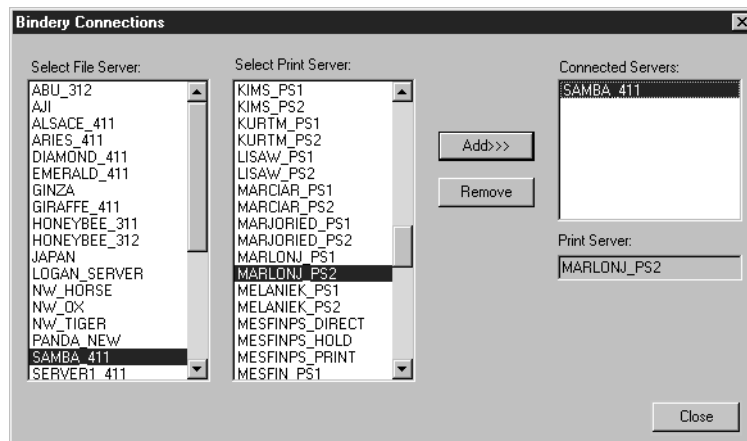 Bindery Connections
Select File Server:
ABU_312
AJI
ALSACE_411
ARIES_411
DIAMOND_411
EMERALD_411
GINZA
GIRAFFE_411
HONEYBEE_311
HONEYBEE_312
JAPAN
LOGAN_SERVER
NW_HORSE
NW_OX
NW_TIGER
PANDA_NEW
SAMBA_411
SERVER1_411
Select Print Server:
KIMS_PS1
KIMS_PS2
KURTM_PS1
KURTM_PS2
LISAW_PS1
LISAW_PS2
MARCIAR_PS1
MARCIAR_PS2
MARJORIED_PS1
MARJORIED_PS2
MARLONJ_PS1
MARLONJ_PS2
MELANIEK_PS1
MELANIEK_PS2
MESFINPS_DIRECT
MESFINPS_HOLD
MESFINPS_PRINT
MESFIN_PS1
Add>>>
Remove
Connected Servers:
SAMBA_411
Print Server:
MARLONJ_PS2
Close